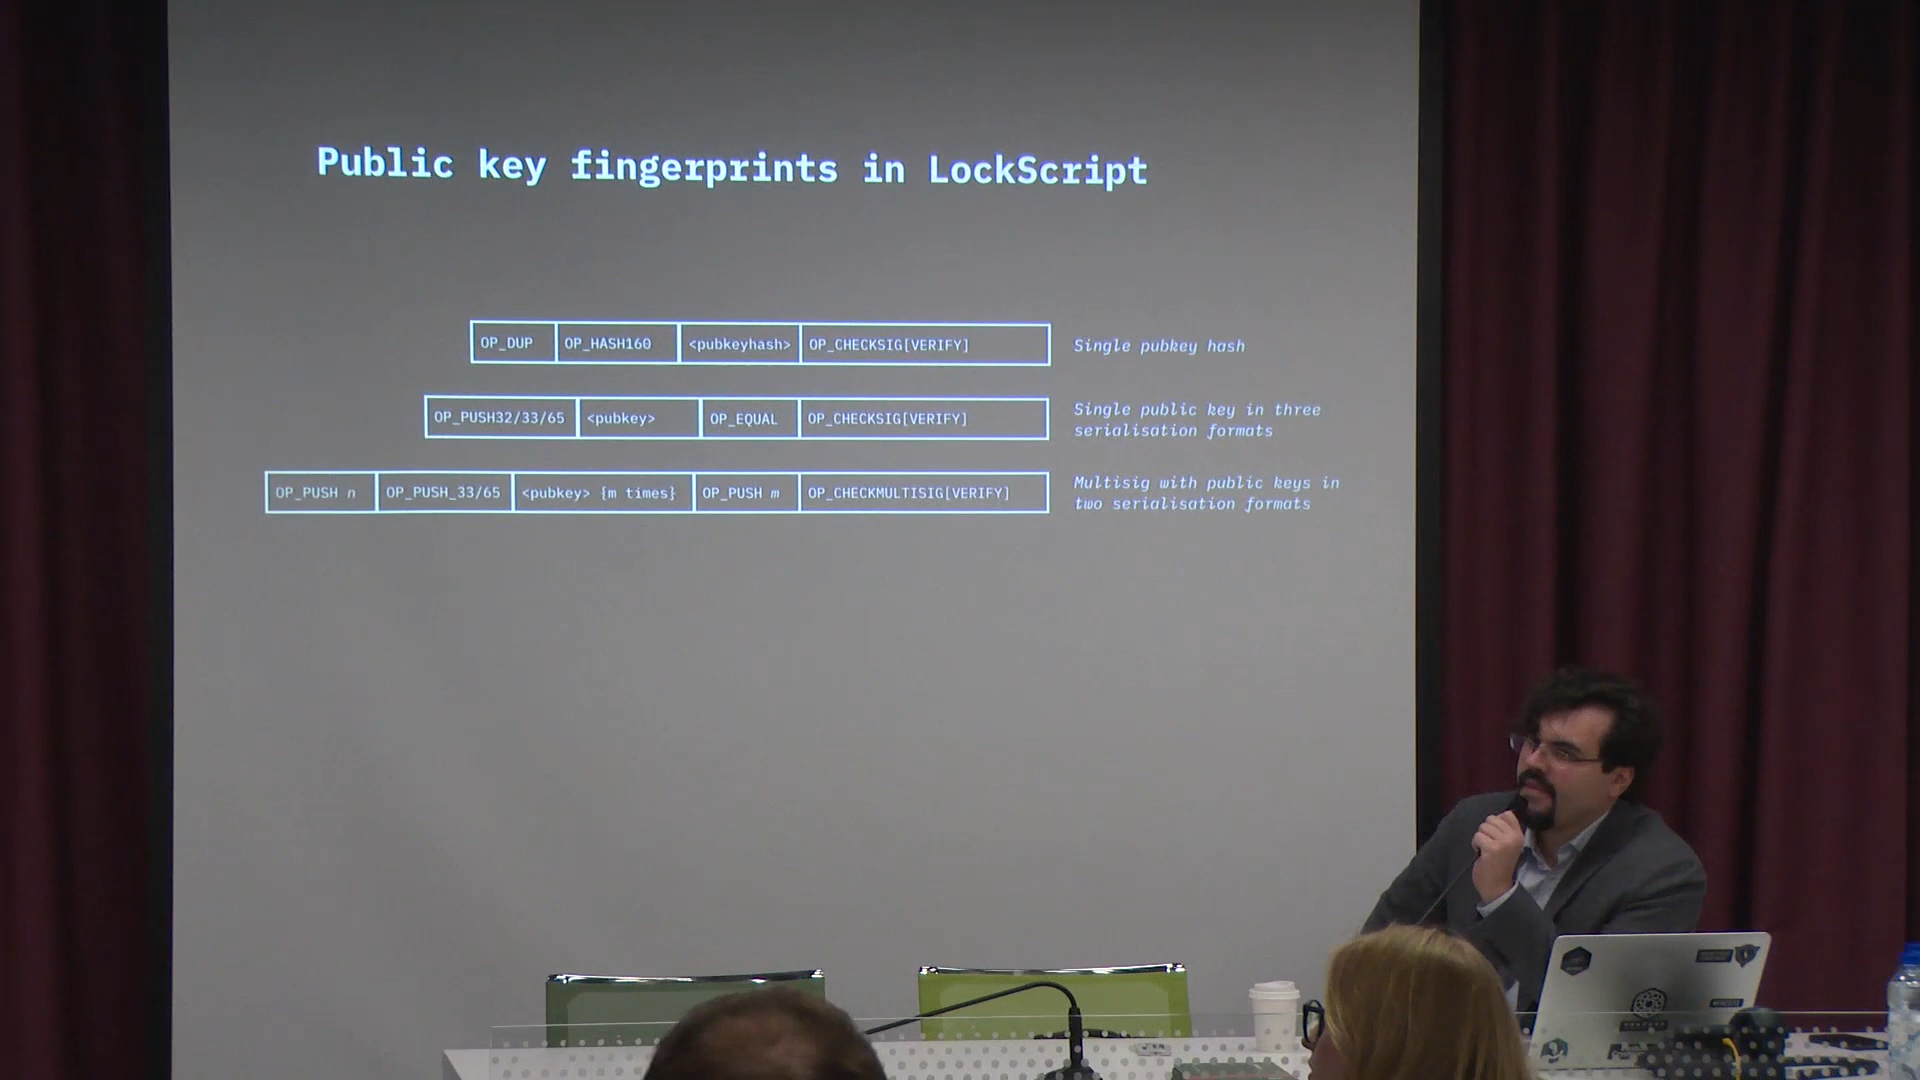 Public key fingerprints in LockScript
OP_DUP OP_HASH160 <pubkeyhash> OP_CHECKSIG[VERIFY] Single pubkey hash
OP_PUSH32/33/65 <pubkey> OP_EQUAL OP_CHECKSIG[VERIFY] Single public key in three
serialisation formats
OP_PUSH n OP_PUSH_33/65 <pubkey> {m times} OP_PUSH m OP_CHECKMULTISIG[VERIFY] Multisig with public keys in
two serialisation formats